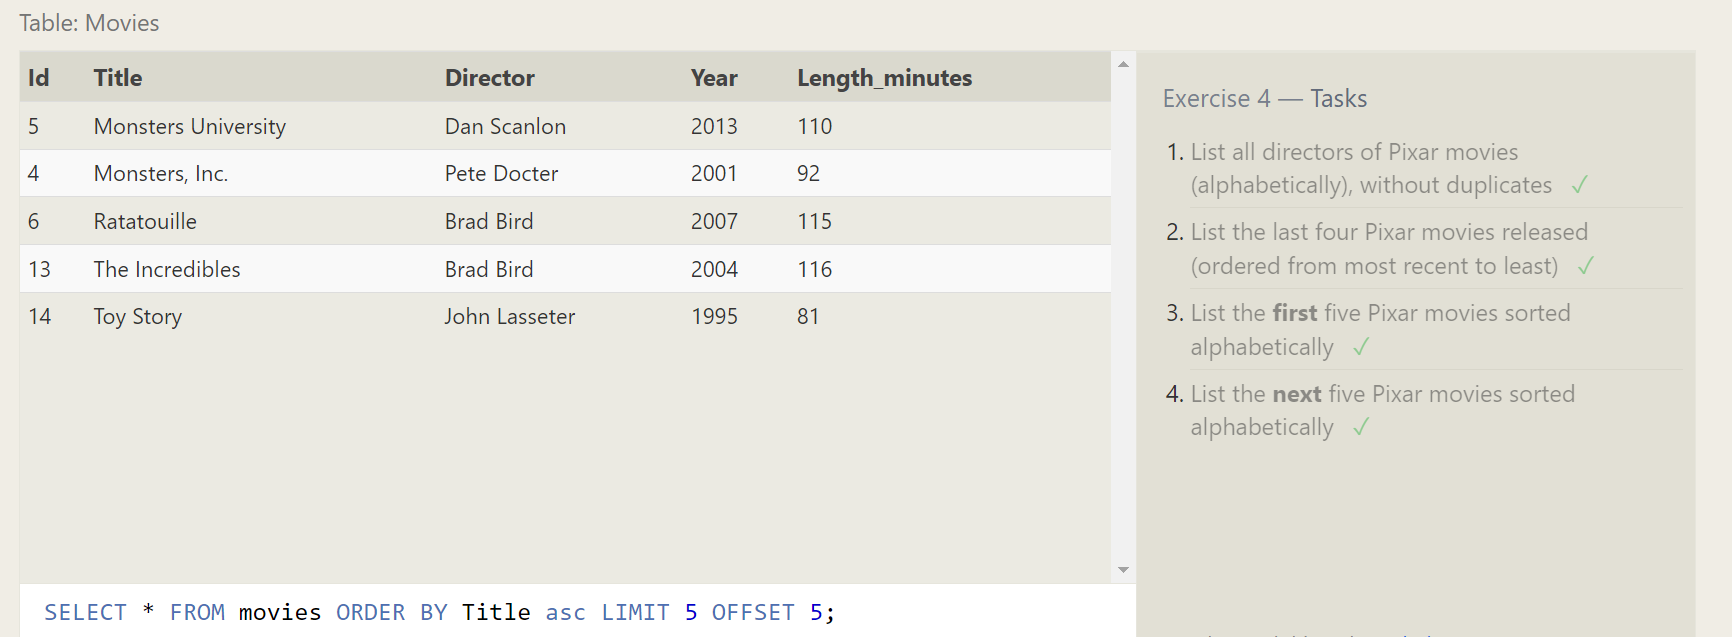 Table: Movies
Id Title Director Year Length_minutes
5 Monsters University Dan Scanlon 2013 110
4 Monsters, Inc. Pete Docter 2001 92
6 Ratatouille Brad Bird 2007 115
13 The Incredibles Brad Bird 2004 116
14 Toy Story John Lasseter 1995 81
SELECT * FROM movies ORDER BY Title asc LIMIT 5 OFFSET 5;
Exercise 4 — Tasks
1. List all directors of Pixar movies
(alphabetically), without duplicates ✓
2. List the last four Pixar movies released
(ordered from most recent to least) ✓
3. List the first five Pixar movies sorted
alphabetically ✓
4. List the next five Pixar movies sorted
alphabetically ✓